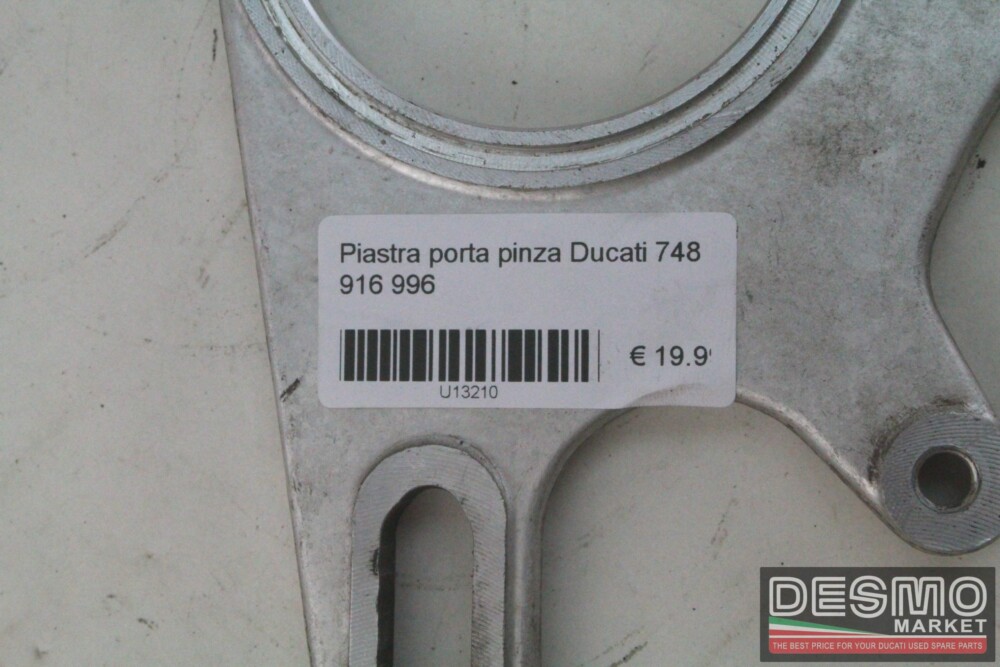 Piastra porta pinza Ducati 748
916 996
€ 19.9
U13210
DESMO
MARKET
THE BEST PRICE FOR YOUR DUCATI USED SPARE PARTS